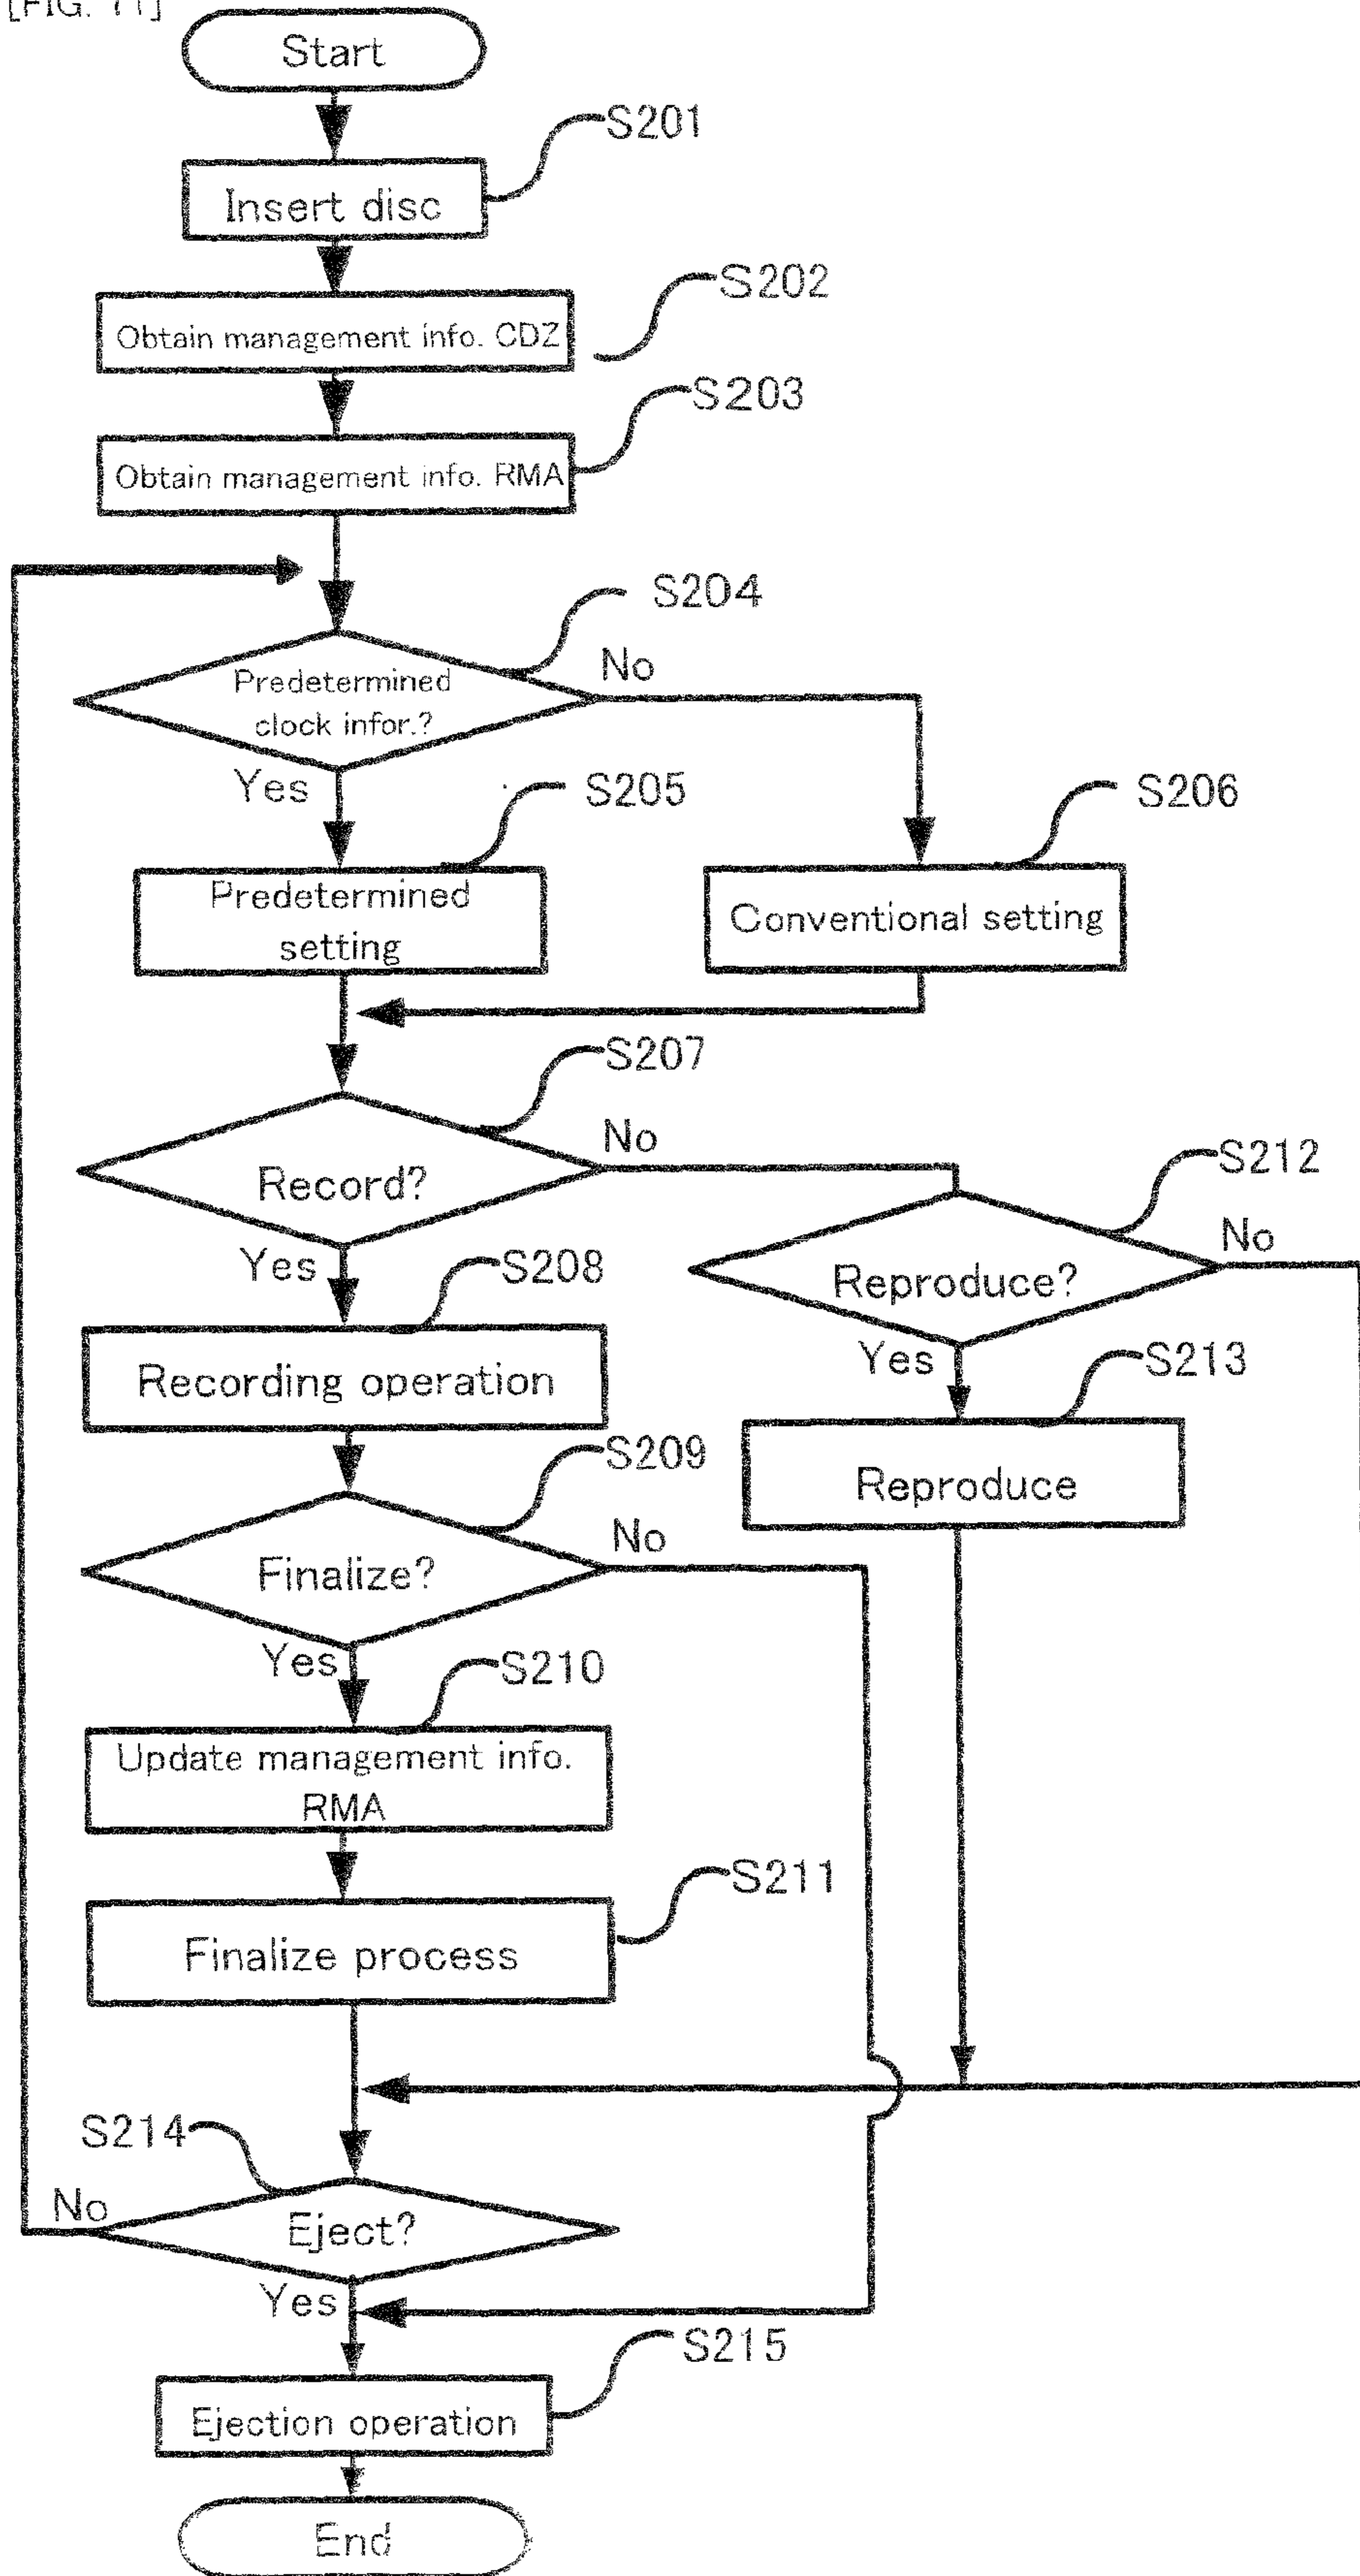 [FIG. 11]
Start
S201
Insert disc
S202
Obtain management info. CDZ
S203
Obtain management info. RMA
S204
Predetermined
clock infor.?
No
Yes
S205
S206
Predetermined
setting
Conventional setting
S207
Record?
No
S212
Yes
S208
Reproduce?
No
Recording operation
Yes
S213
S209
Reproduce
Finalize?
No
Yes
S210
Update management info.
RMA
S211
Finalize process
S214
No
Eject?
Yes
S215
Ejection operation
End